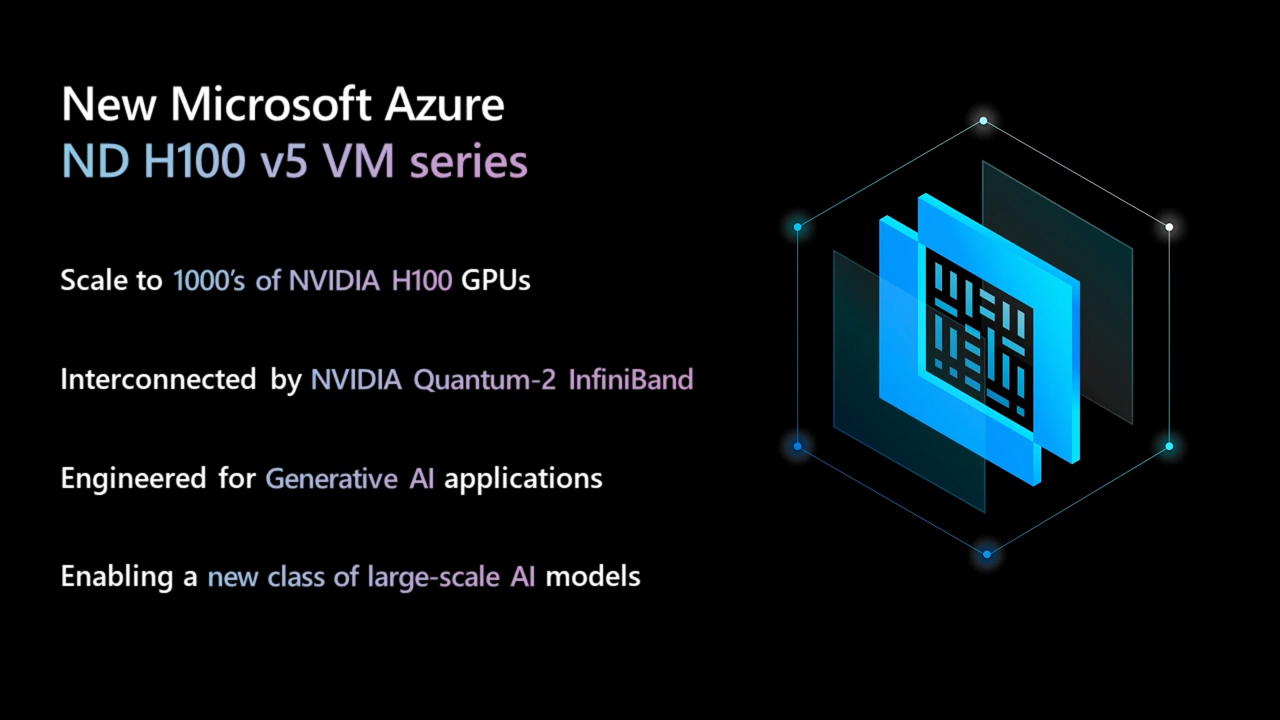 New Microsoft Azure
ND H100 v5 VM series
Scale to 1000’s of NVIDIA H100 GPUs
Interconnected by NVIDIA Quantum-2 InfiniBand
Engineered for Generative AI applications
Enabling a new class of large-scale AI models